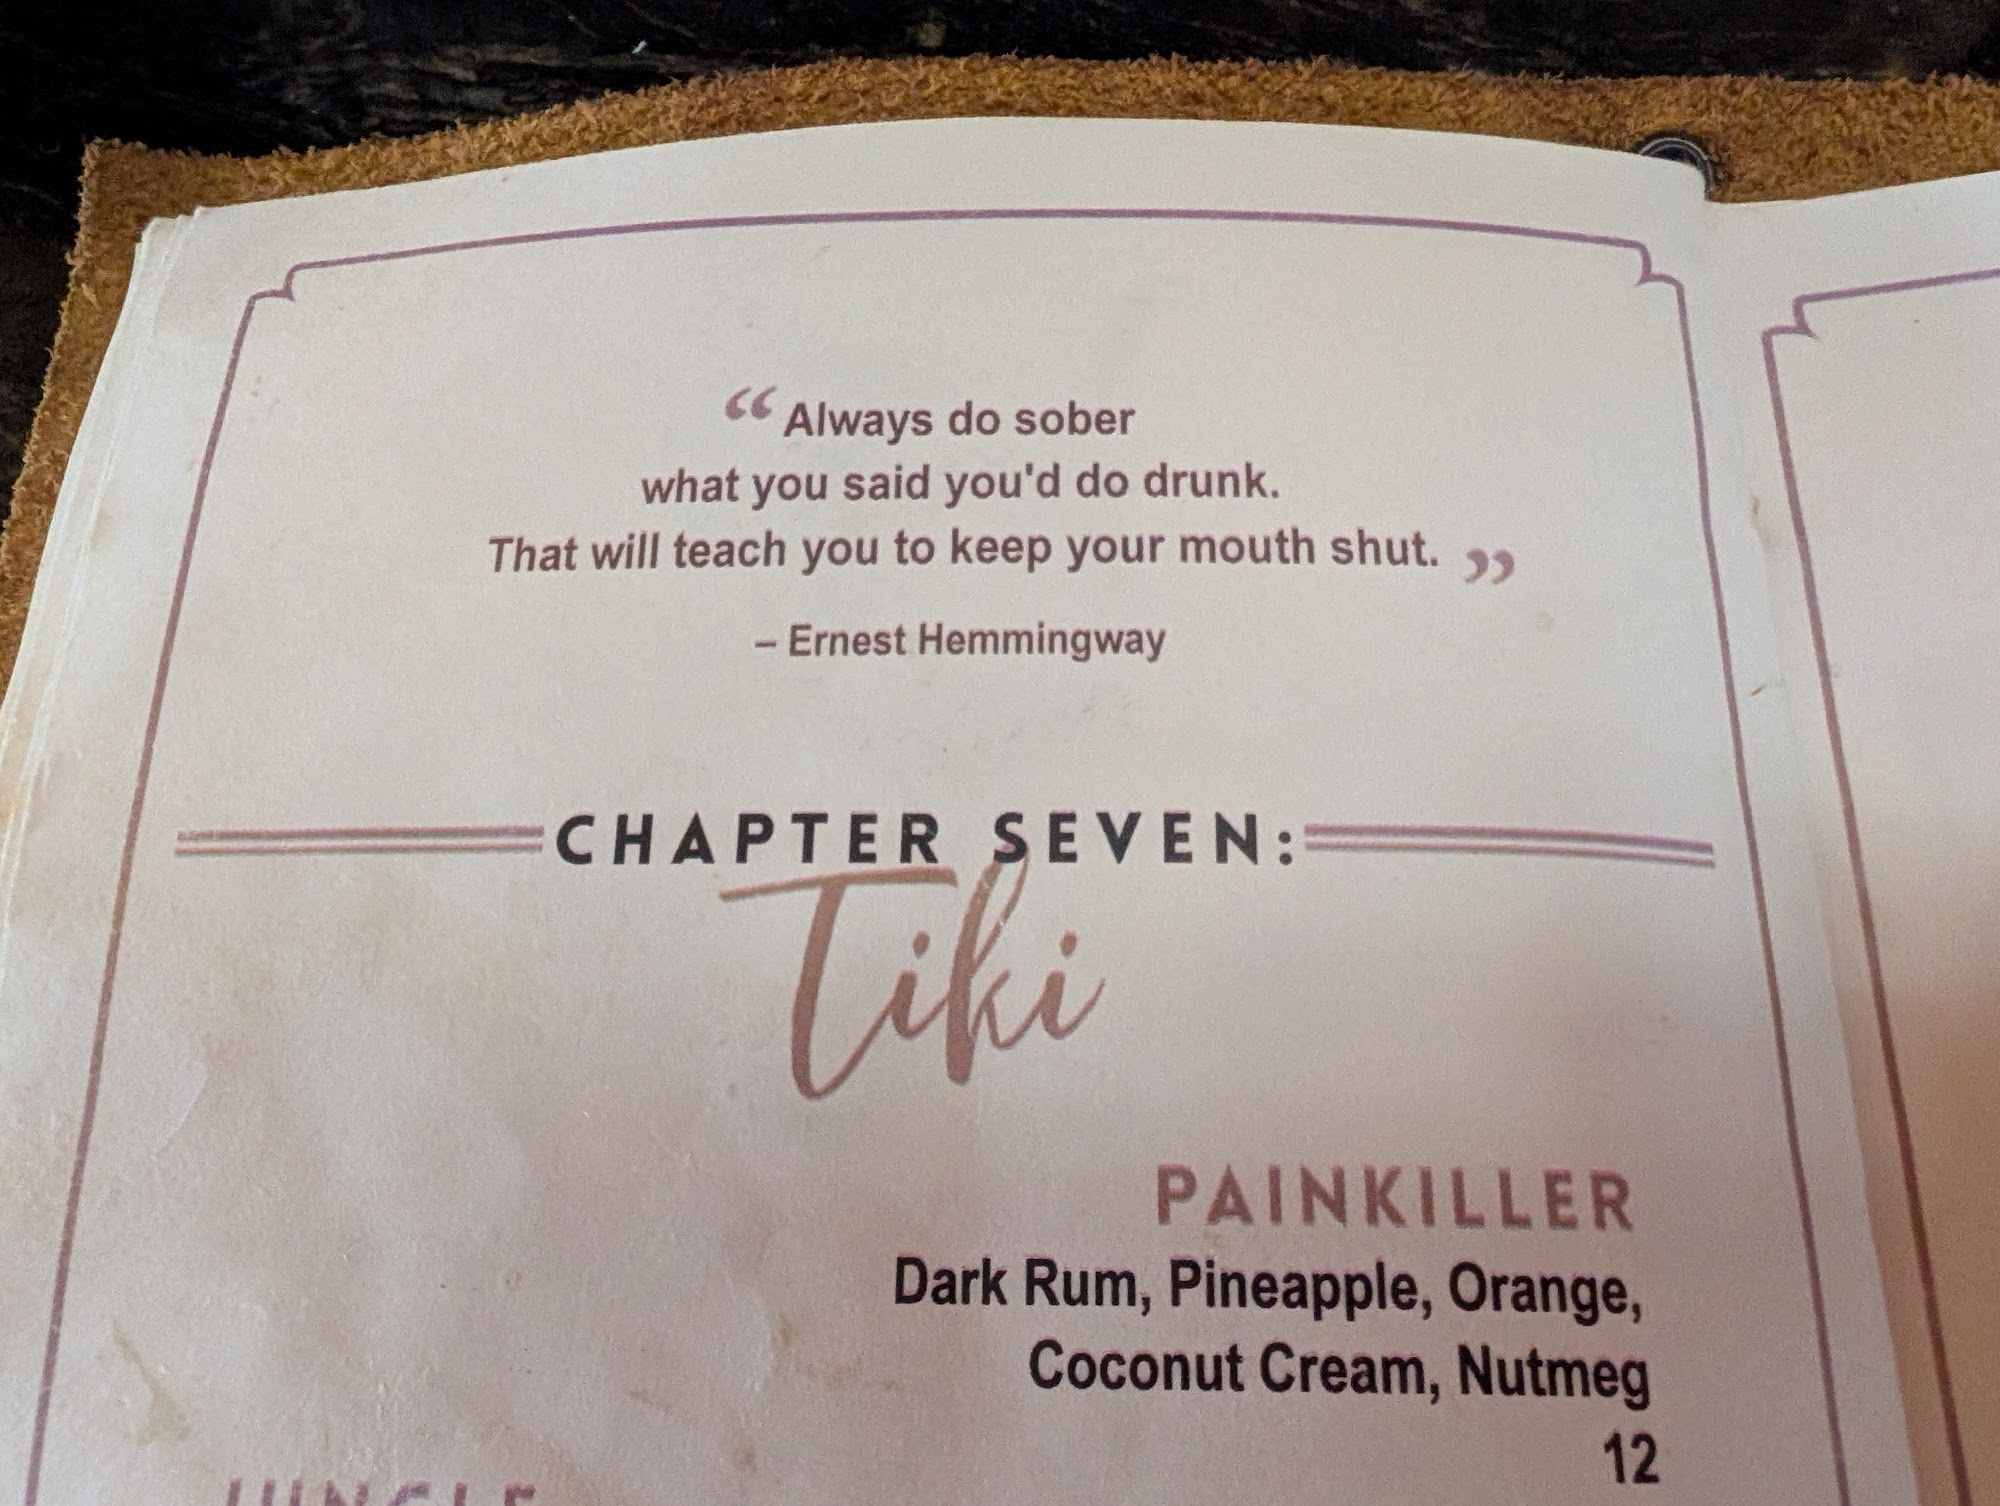 “ Always do sober
what you said you'd do drunk.
That will teach you to keep your mouth shut. ”
– Ernest Hemmingway
CHAPTER SEVEN:
Tiki
PAINKILLER
Dark Rum, Pineapple, Orange,
Coconut Cream, Nutmeg
12
JUNGLE